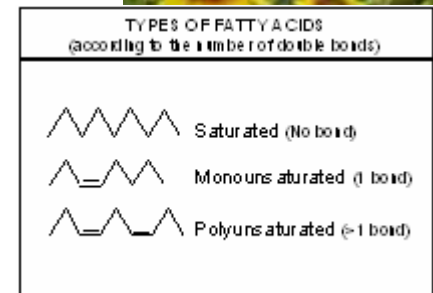 TYPES OF FATTY ACIDS
(according to the number of double bonds)
Saturated (No bond)
Monounsaturated (1 bond)
Polyunsaturated (>1 bond)